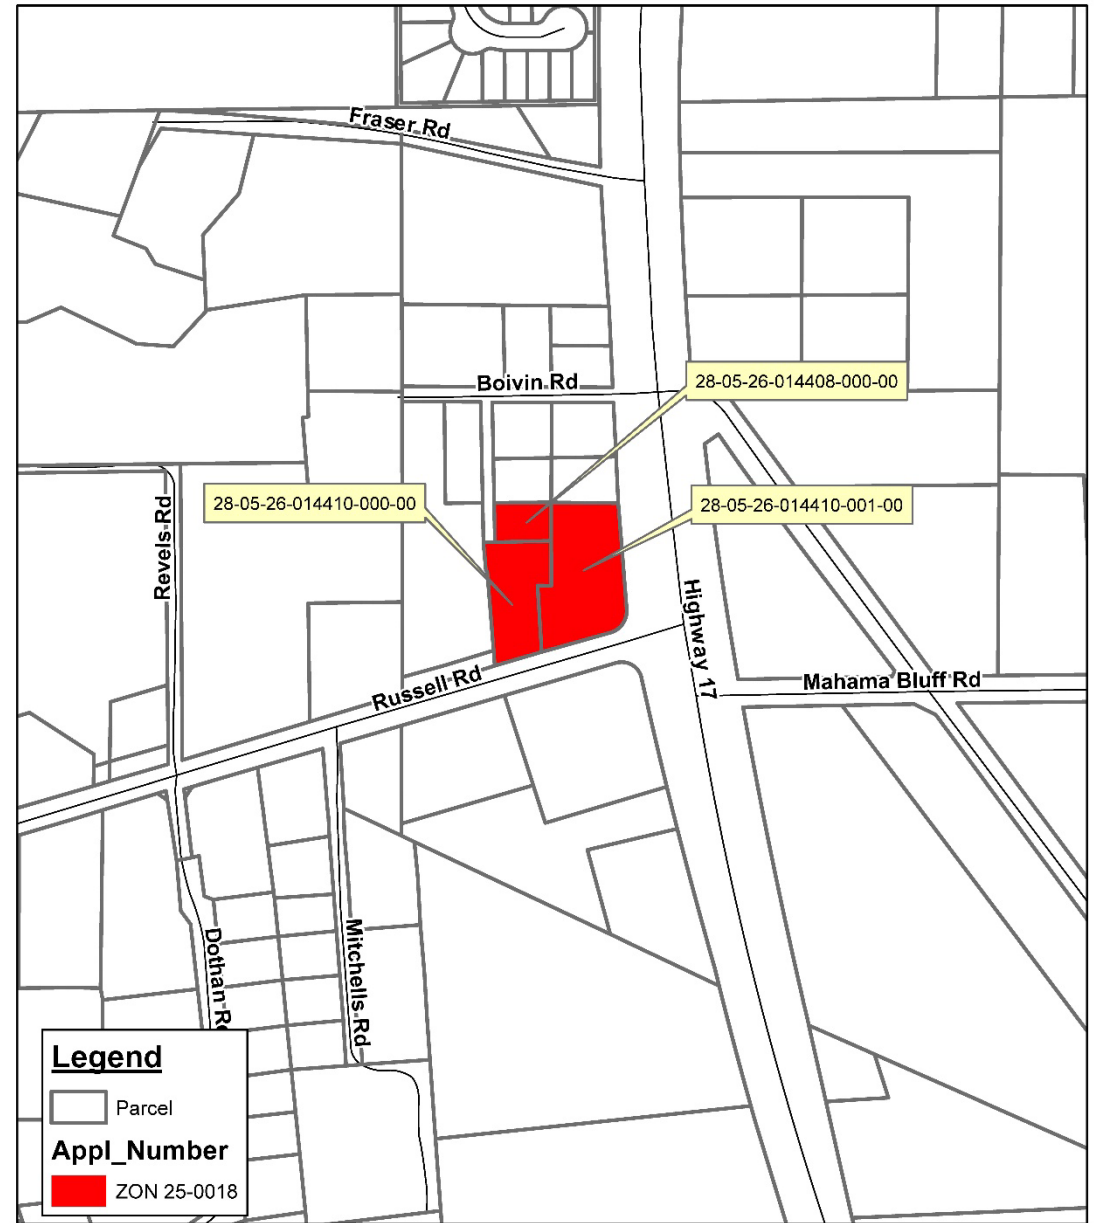 Fraser Rd
Boivin Rd
28-05-26-014408-000-00
28-05-26-014410-000-00
28-05-26-014410-001-00
Revels Rd
Highway 17
Russell Rd
Mahama Bluff Rd
Dothan Rd
Mitchells Rd
Legend
Parcel
Appl_Number
ZON 25-0018